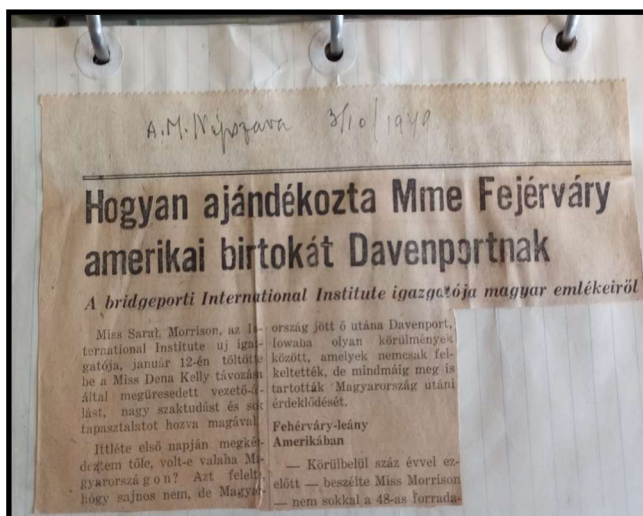 A.M. Népszava 3/10/1949
Hogyan ajándékozta Mme Fejérváry
amerikai birtokát Davenportnak
A bridgeporti International Institute igazgatója magyar emlékeiről
Miss Sarah Morrison, az In-
ternational Institute uj iga-
gatója, január 12-én töltötte
be a Miss Dena Kelly távozása
által megüresedett vezető-á-
lást, nagy szaktudást és sok
tapasztalatot hozva magával.
Ittléte első napján megkér-
deztem tőle, volt-e valaha Ma-
gyarországon? Azt felelte,
hogy sajnos nem, de Magyar-
ország jött ő utána Davenport,
Iowaba olyan körülmények
között, amelyek nemcsak fel-
keltették, de mindmáig meg is
tartották Magyarország utáni
érdeklődését.
Fehérváry-leány
Amerikában
— Körülbelül száz évvel ez-
előtt — beszélte Miss Morrison
— nem sokkal a 48-as forrada-